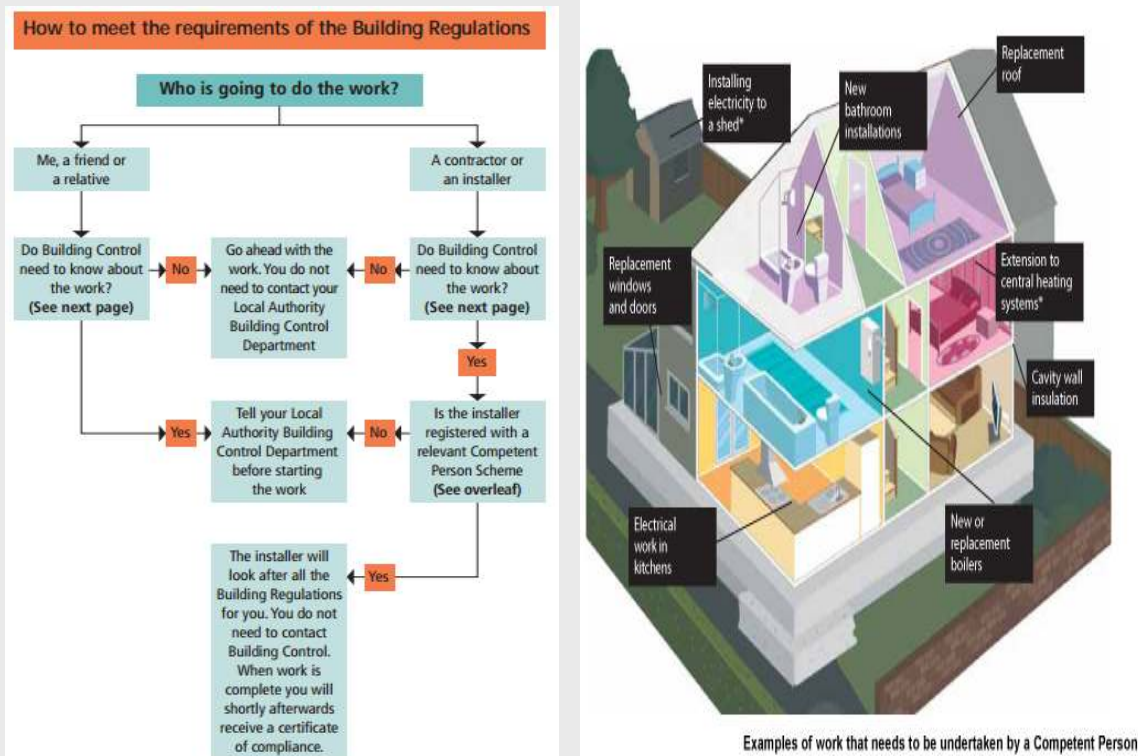 How to meet the requirements of the Building Regulations
Who is going to do the work?
Me, a friend or
a relative
A contractor or
an installer
Do Building Control
need to know about
the work?
(See next page)
No
Go ahead with the
work. You do not
need to contact your
Local Authority
Building Control
Department
No
Do Building Control
need to know about
the work?
(See next page)
Yes
Yes
Tell your Local
Authority Building
Control Department
before starting
the work
No
Is the installer
registered with a
relevant Competent
Person Scheme
(See overleaf)
The installer will
look after all the
Building Regulations
for you. You do not
need to contact
Building Control.
When work is
complete you will
shortly afterwards
receive a certificate
of compliance.
Yes
Installing
electricity to
a shed*
New
bathroom
installations
Replacement
roof
Replacement
windows
and doors
Extension to
central heating
systems*
Cavity wall
insulation
Electrical
work in
kitchens
New or
replacement
boilers
Examples of work that needs to be undertaken by a Competent Person